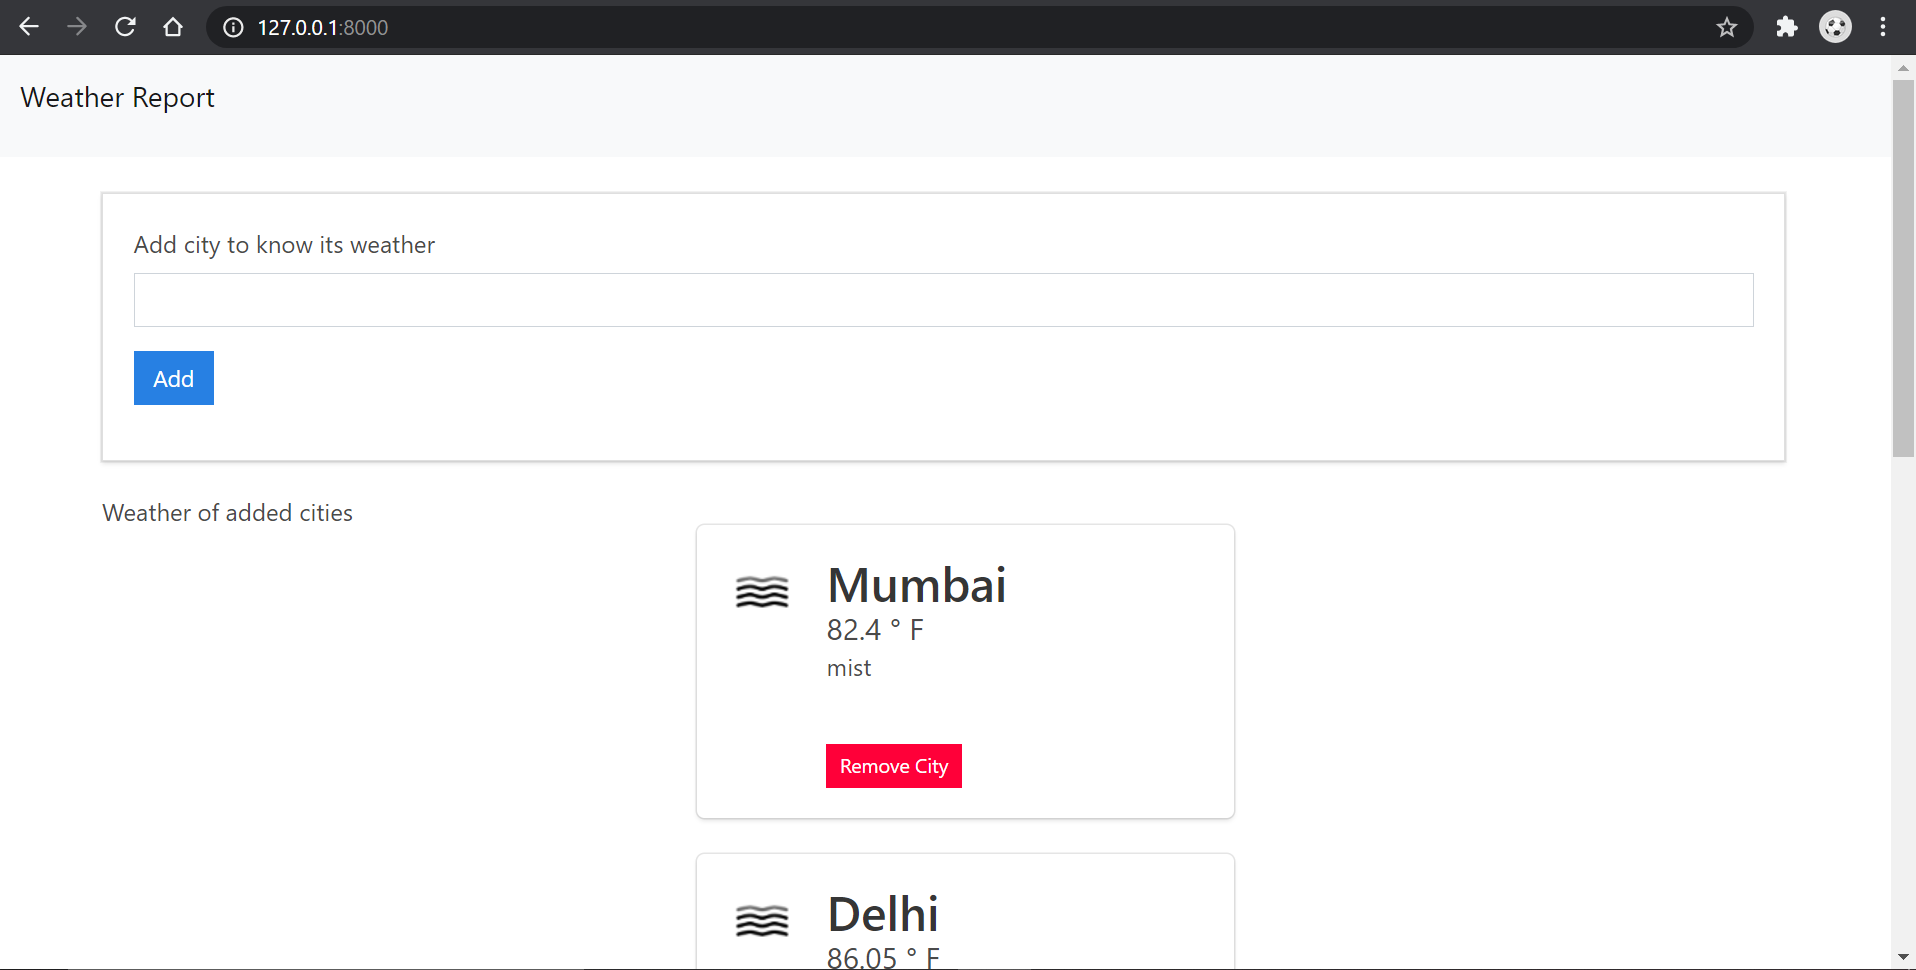 127.0.0.1:8000
Weather Report
Add city to know its weather
Add
Weather of added cities
Mumbai
82.4 ° F
mist
Remove City
Delhi
86.05 ° F